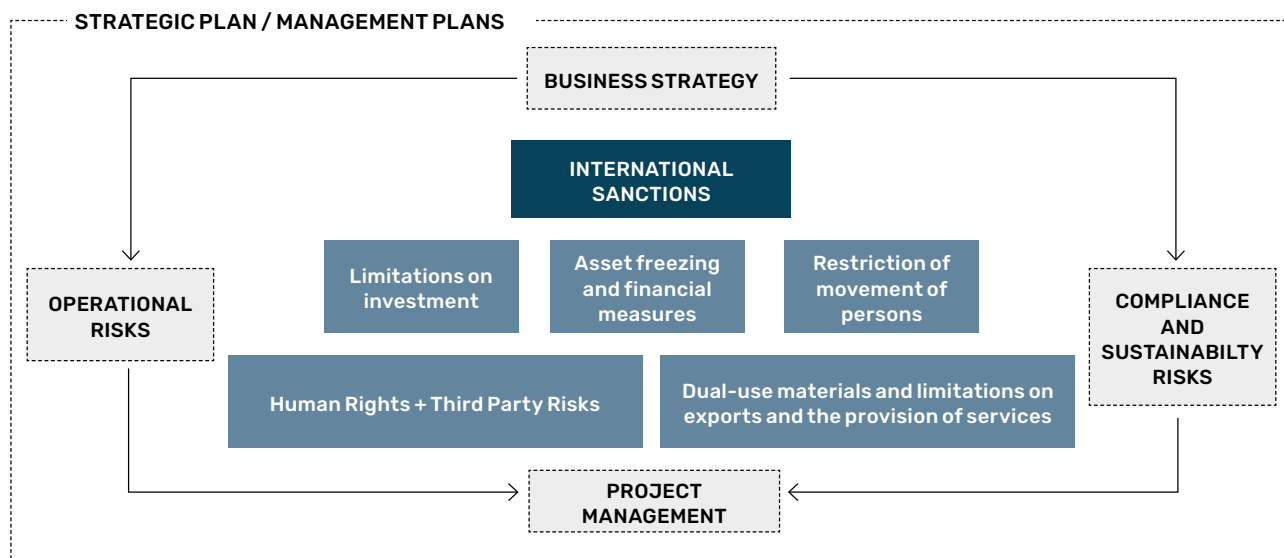 STRATEGIC PLAN / MANAGEMENT PLANS
BUSINESS STRATEGY
INTERNATIONAL
SANCTIONS
Limitations on
investment
Asset freezing
and financial
measures
Restriction of
movement of
persons
OPERATIONAL
RISKS
COMPLIANCE
AND
SUSTAINABILTY
RISKS
Human Rights + Third Party Risks
Dual-use materials and limitations on
exports and the provision of services
PROJECT
MANAGEMENT